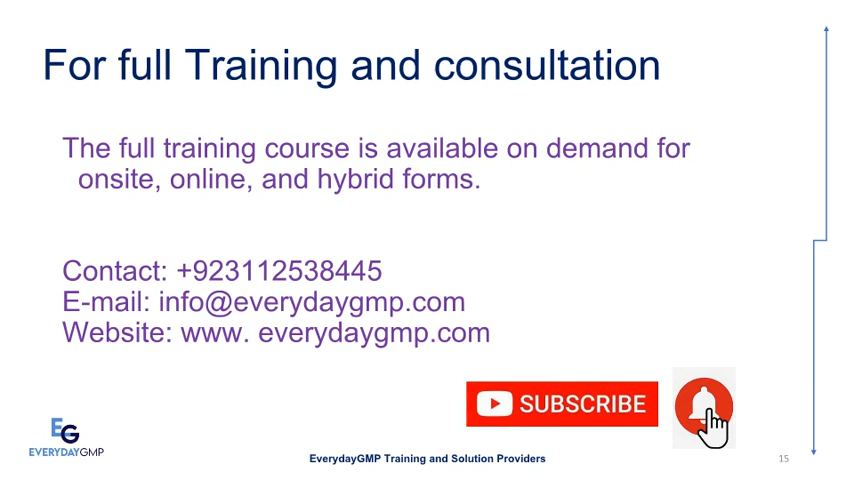 For full Training and consultation
The full training course is available on demand for
onsite, online, and hybrid forms.
Contact: +923112538445
E-mail: info@everydaygmp.com
Website: www. everydaygmp.com
SUBSCRIBE
EG
EVERYDAYGMP
EverydayGMP Training and Solution Providers
15